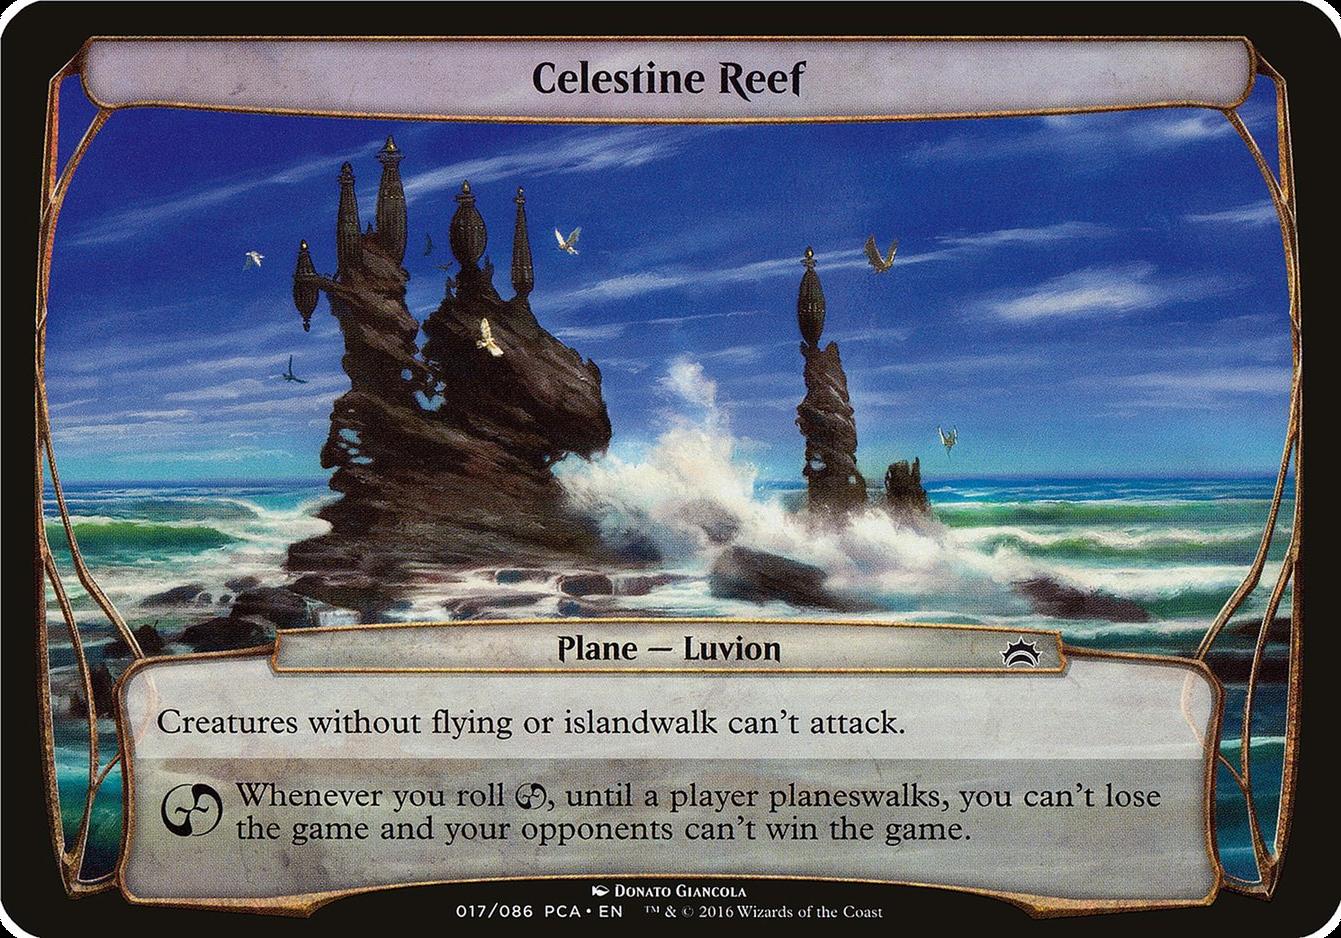 Celestine Reef
Plane — Luvion
Creatures without flying or islandwalk can't attack.
Whenever you roll , until a player planeswalks, you can't lose
the game and your opponents can't win the game.
Donato Giancola
017/086 PCA • EN ™ & © 2016 Wizards of the Coast